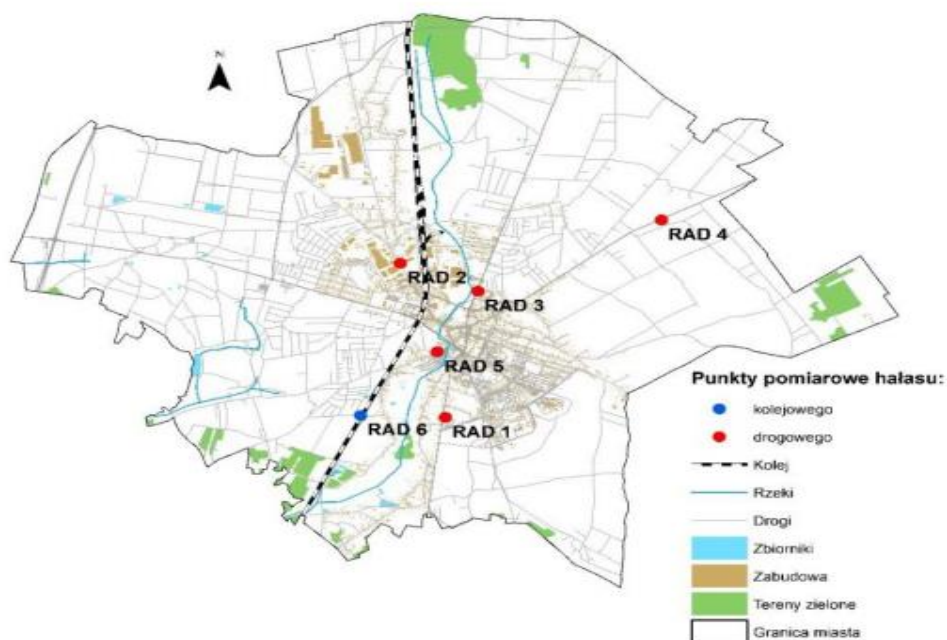 N
RAD 4
RAD 2
RAD 3
RAD 5
RAD 6
RAD 1
Punkty pomiarowe hałasu:
kolejowego
drogowego
Kolej
Rzeki
Drogi
Zbiorniki
Zabudowa
Tereny zielone
Granica miasta